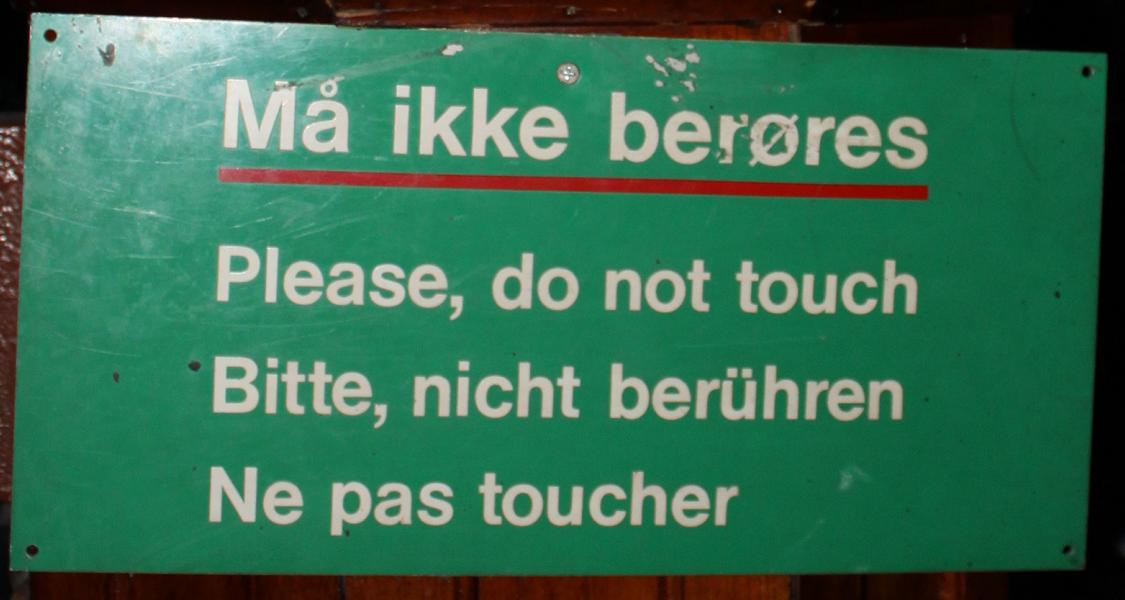 Må ikke berøres
Please, do not touch
Bitte, nicht berühren
Ne pas toucher